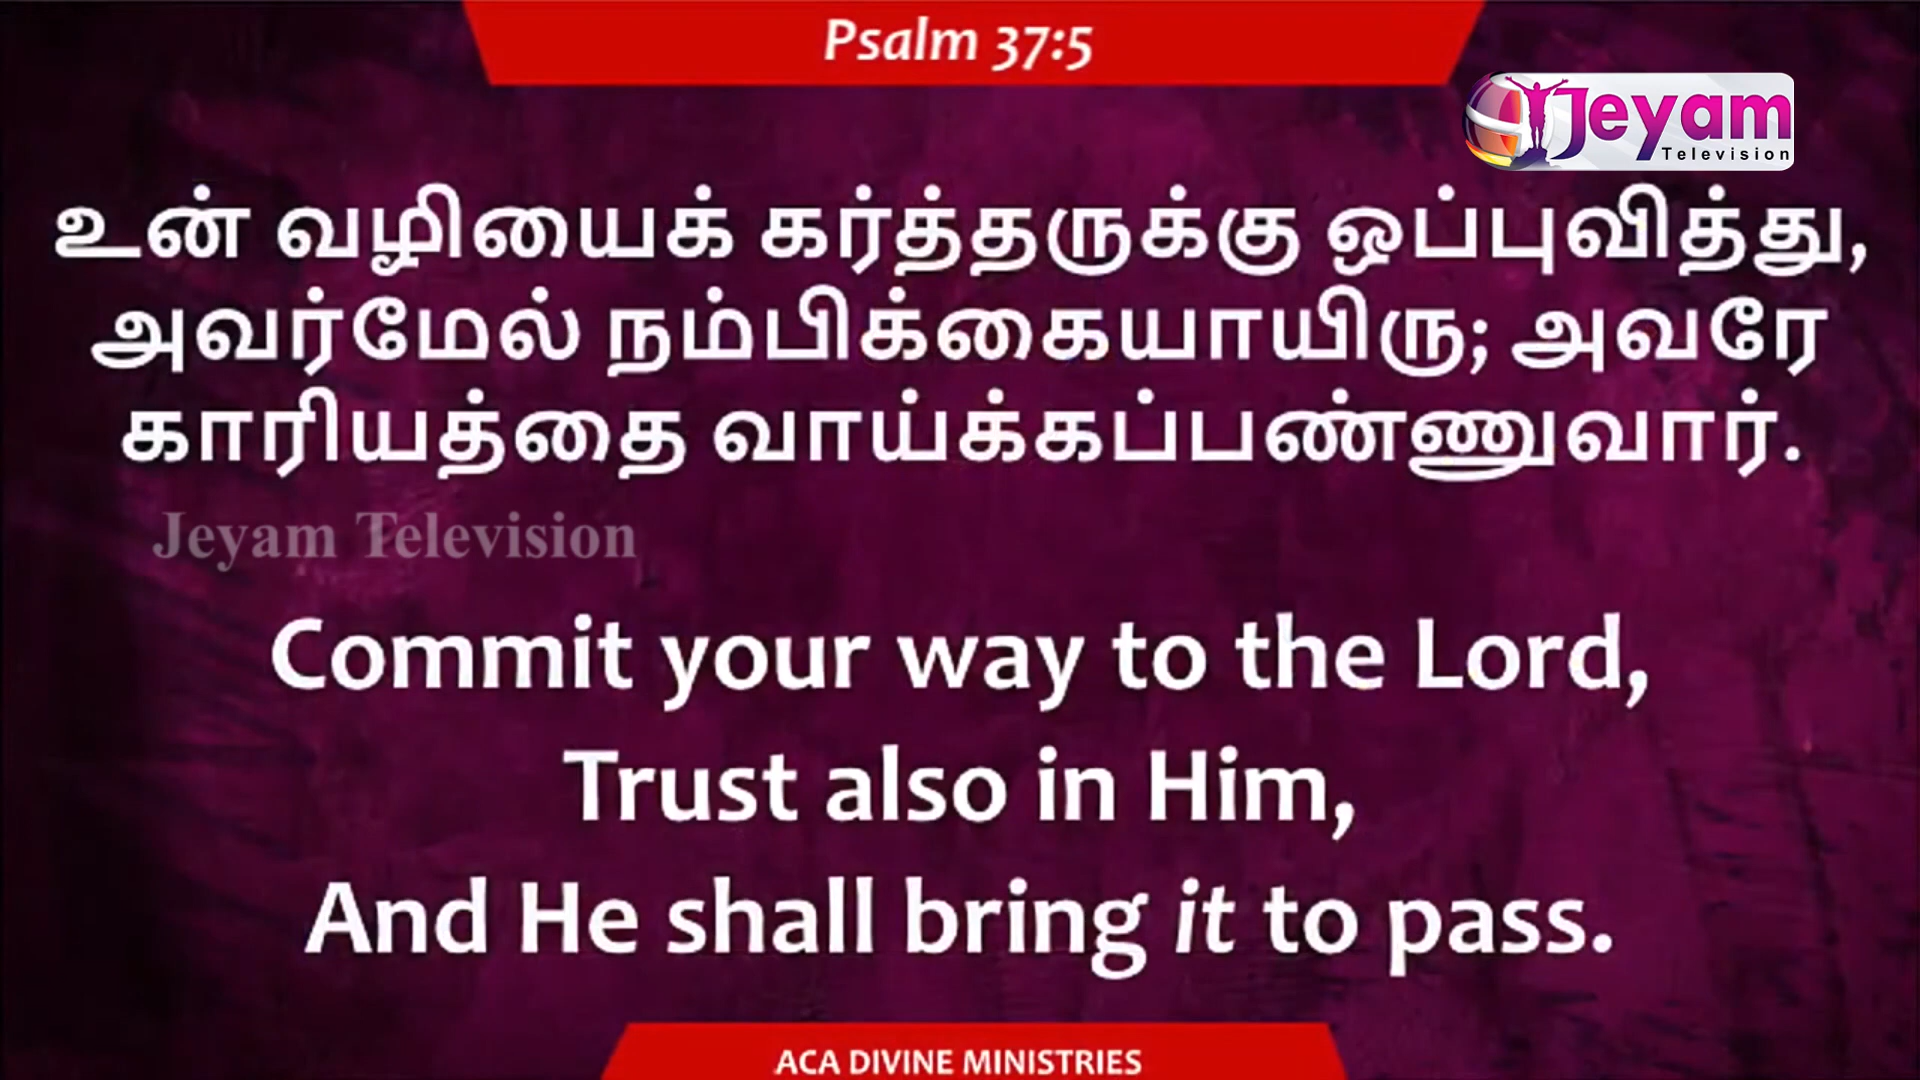 Psalm 37:5
Jeyam
Television
உன் வழியைக் கர்த்தருக்கு ஒப்புவித்து,
அவர்மேல் நம்பிக்கையாயிரு; அவரே
காரியத்தை வாய்க்கப்பண்ணுவார்.
Jeyam Television
Commit your way to the Lord,
Trust also in Him,
And He shall bring it to pass.
ACA DIVINE MINISTRIES